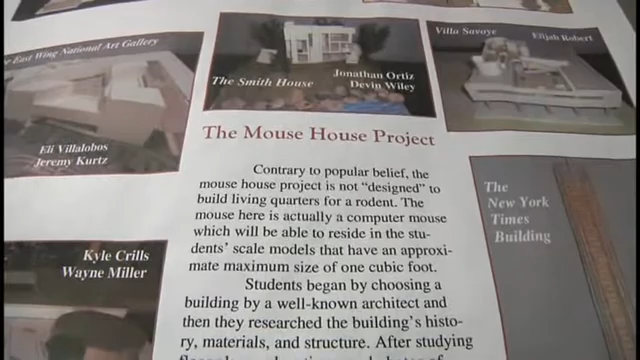 East Wing National Art Gallery
Eli Villalobos
Jeremy Kurtz
The Smith House
Jonathan Ortiz
Devin Wiley
Villa Savoye
Elijah Robert
The Mouse House Project
Contrary to popular belief, the
mouse house project is not “designed” to
build living quarters for a rodent. The
mouse here is actually a computer mouse
which will be able to reside in the stu-
dents’ scale models that have an approxi-
mate maximum size of one cubic foot.
Students began by choosing a
building by a well-known architect and
then they researched the building’s histo-
ry, materials, and structure. After studying
The
New York
Times
Building
Kyle Crills
Wayne Miller